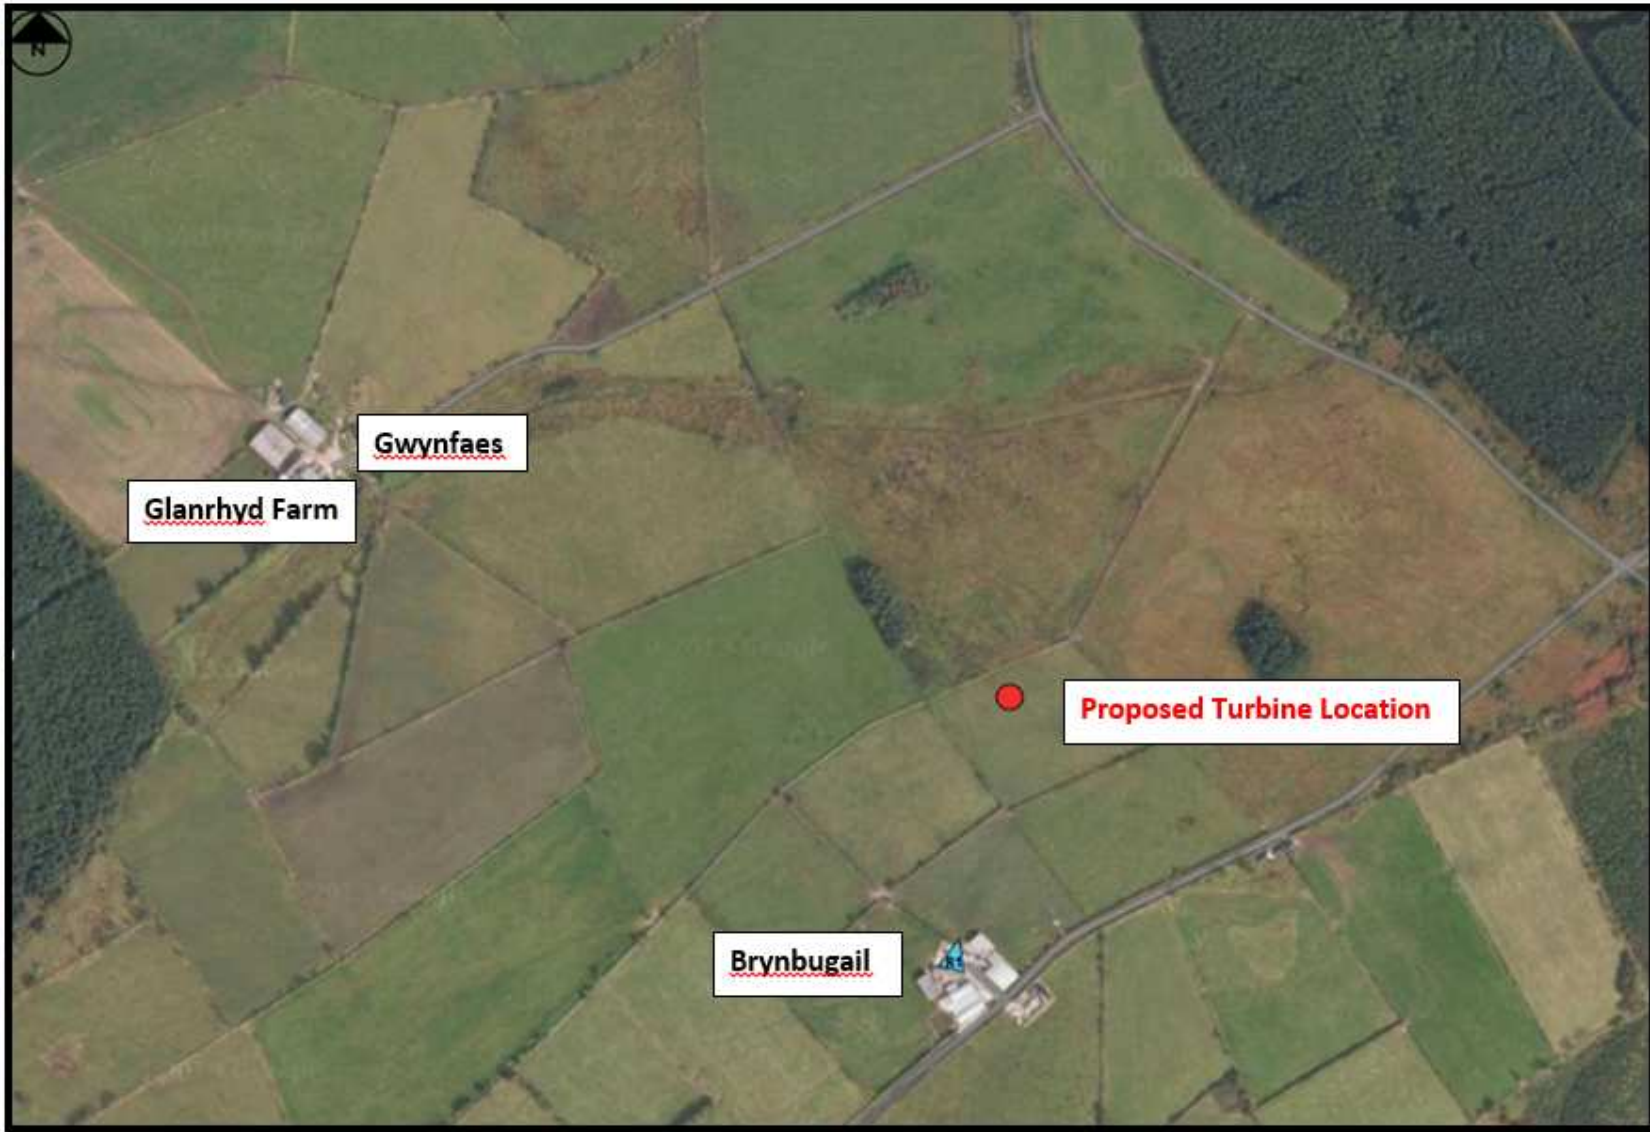 N
Gwynfaes
Glanrhyd Farm
Proposed Turbine Location
Brynbugail